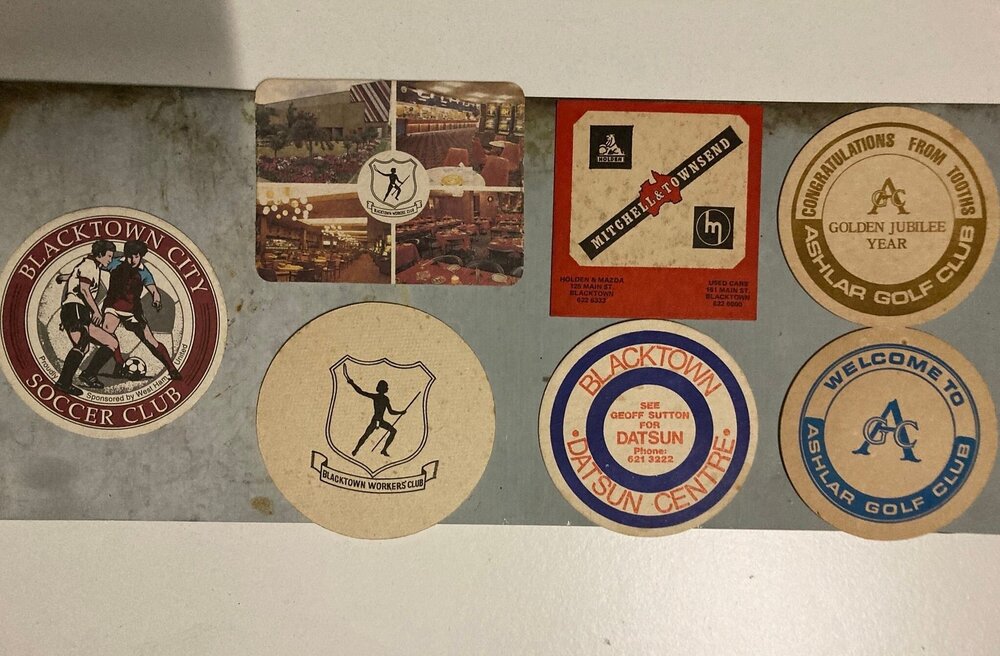 BLACKTOWN CITY
SOCCER CLUB
Proudly Sponsored by West Ham United
BLACKTOWN WORKERS CLUB
BLACKTOWN WORKERS' CLUB
HOLDEN
MITCHELL & TOWNSEND
m
HOLDEN & MAZDA
125 MAIN ST.
BLACKTOWN
622 6333
USED CARS
161 MAIN ST.
BLACKTOWN
622 0000
BLACKTOWN
SEE
GEOFF SUTTON
FOR
DATSUN
Phone:
621 3222
• DATSUN CENTRE •
CONGRATULATIONS FROM TOOTHS
AGC
GOLDEN JUBILEE
YEAR
ASHLAR GOLF CLUB
WELCOME TO
AGC
ASHLAR GOLF CLUB